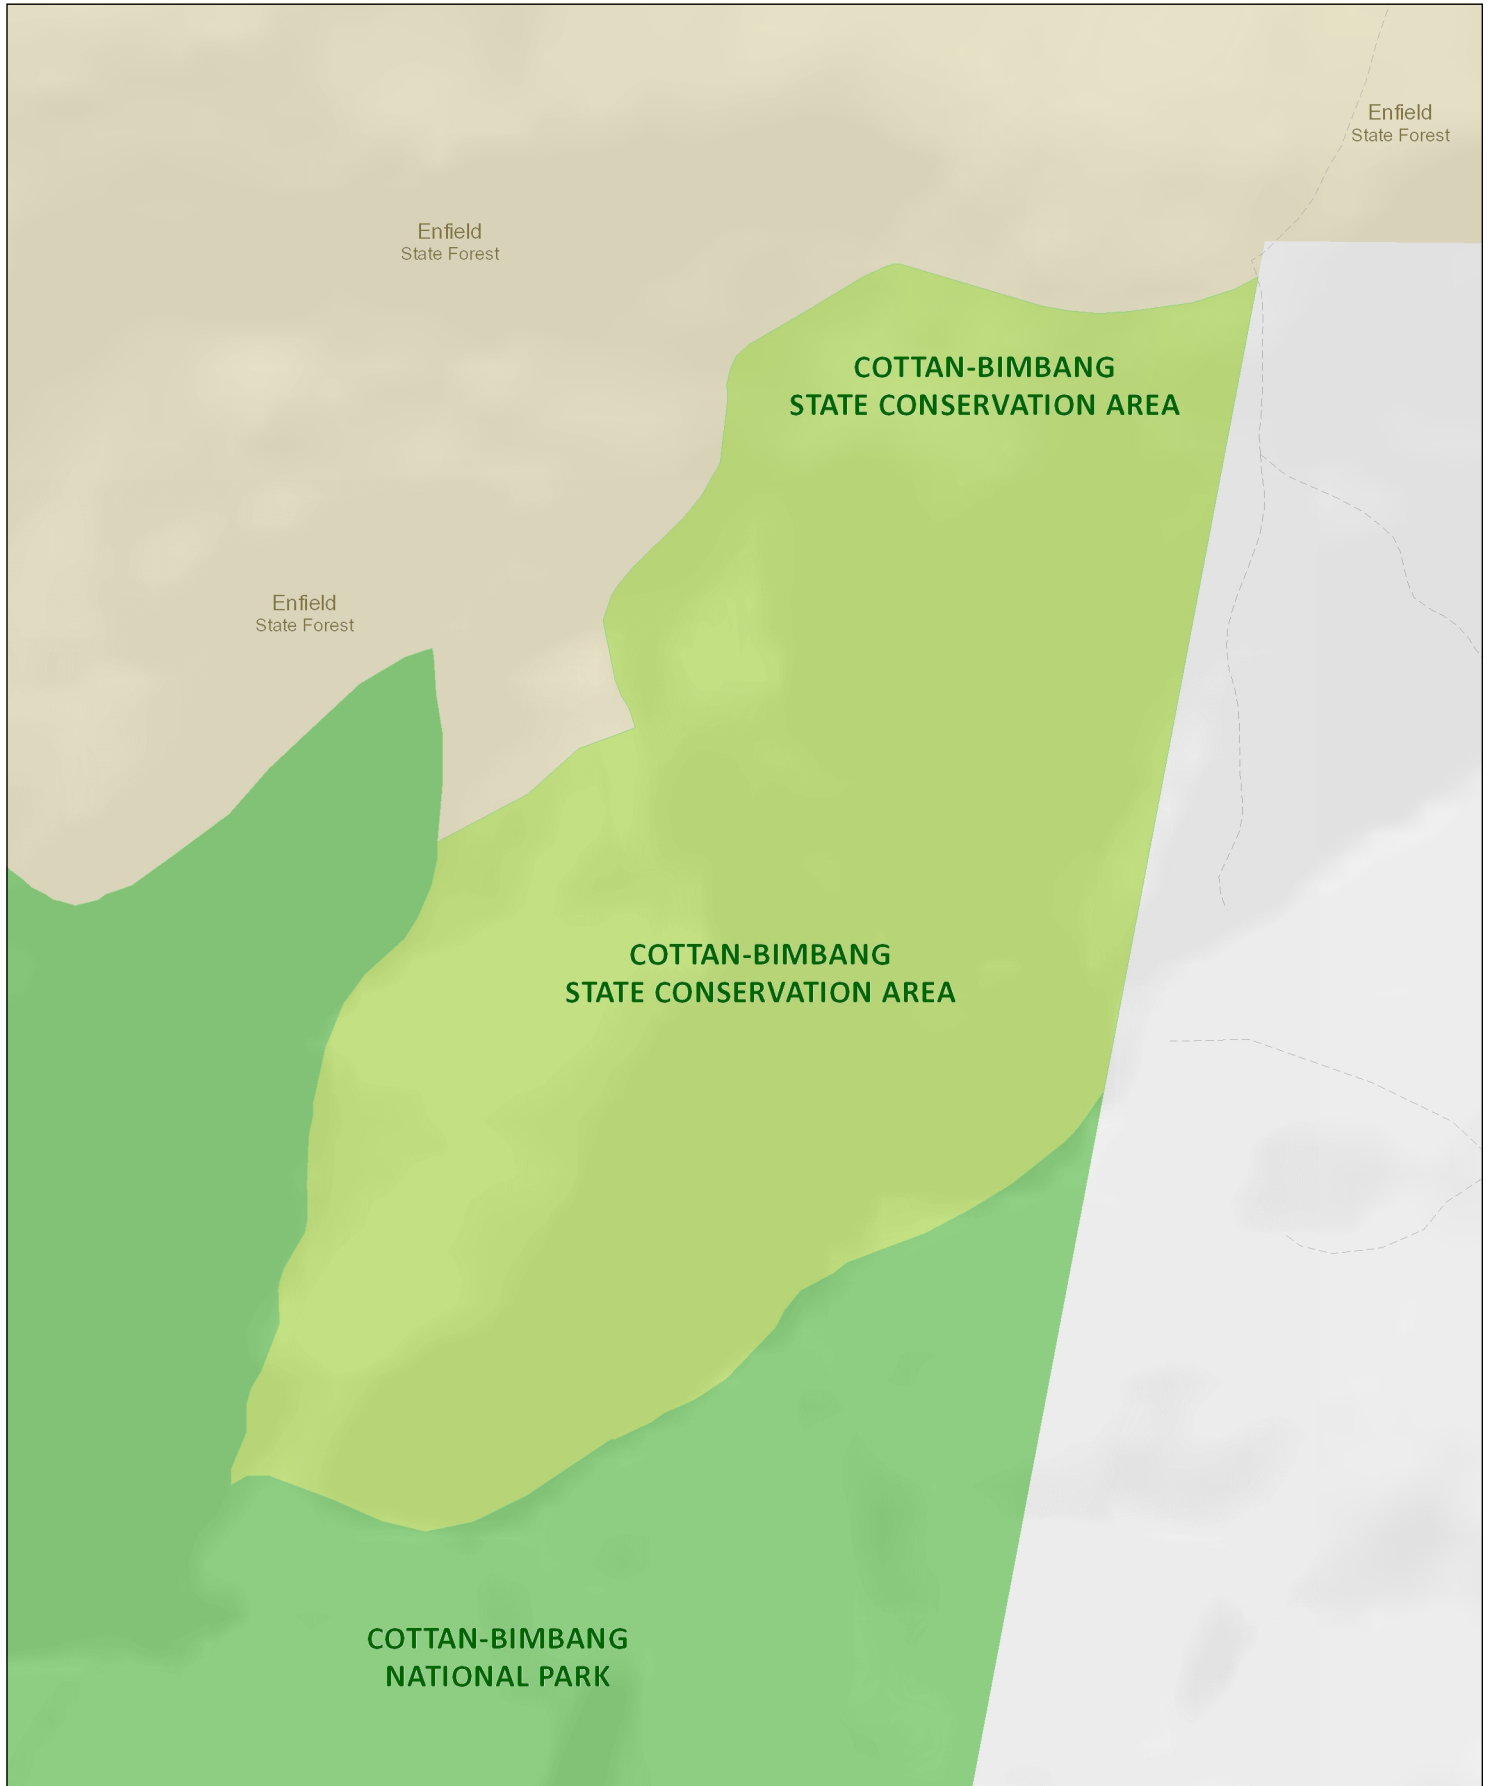 Enfield
State Forest
Enfield
State Forest
COTTAN-BIMBANG
STATE CONSERVATION AREA
Enfield
State Forest
COTTAN-BIMBANG
STATE CONSERVATION AREA
COTTAN-BIMBANG
NATIONAL PARK